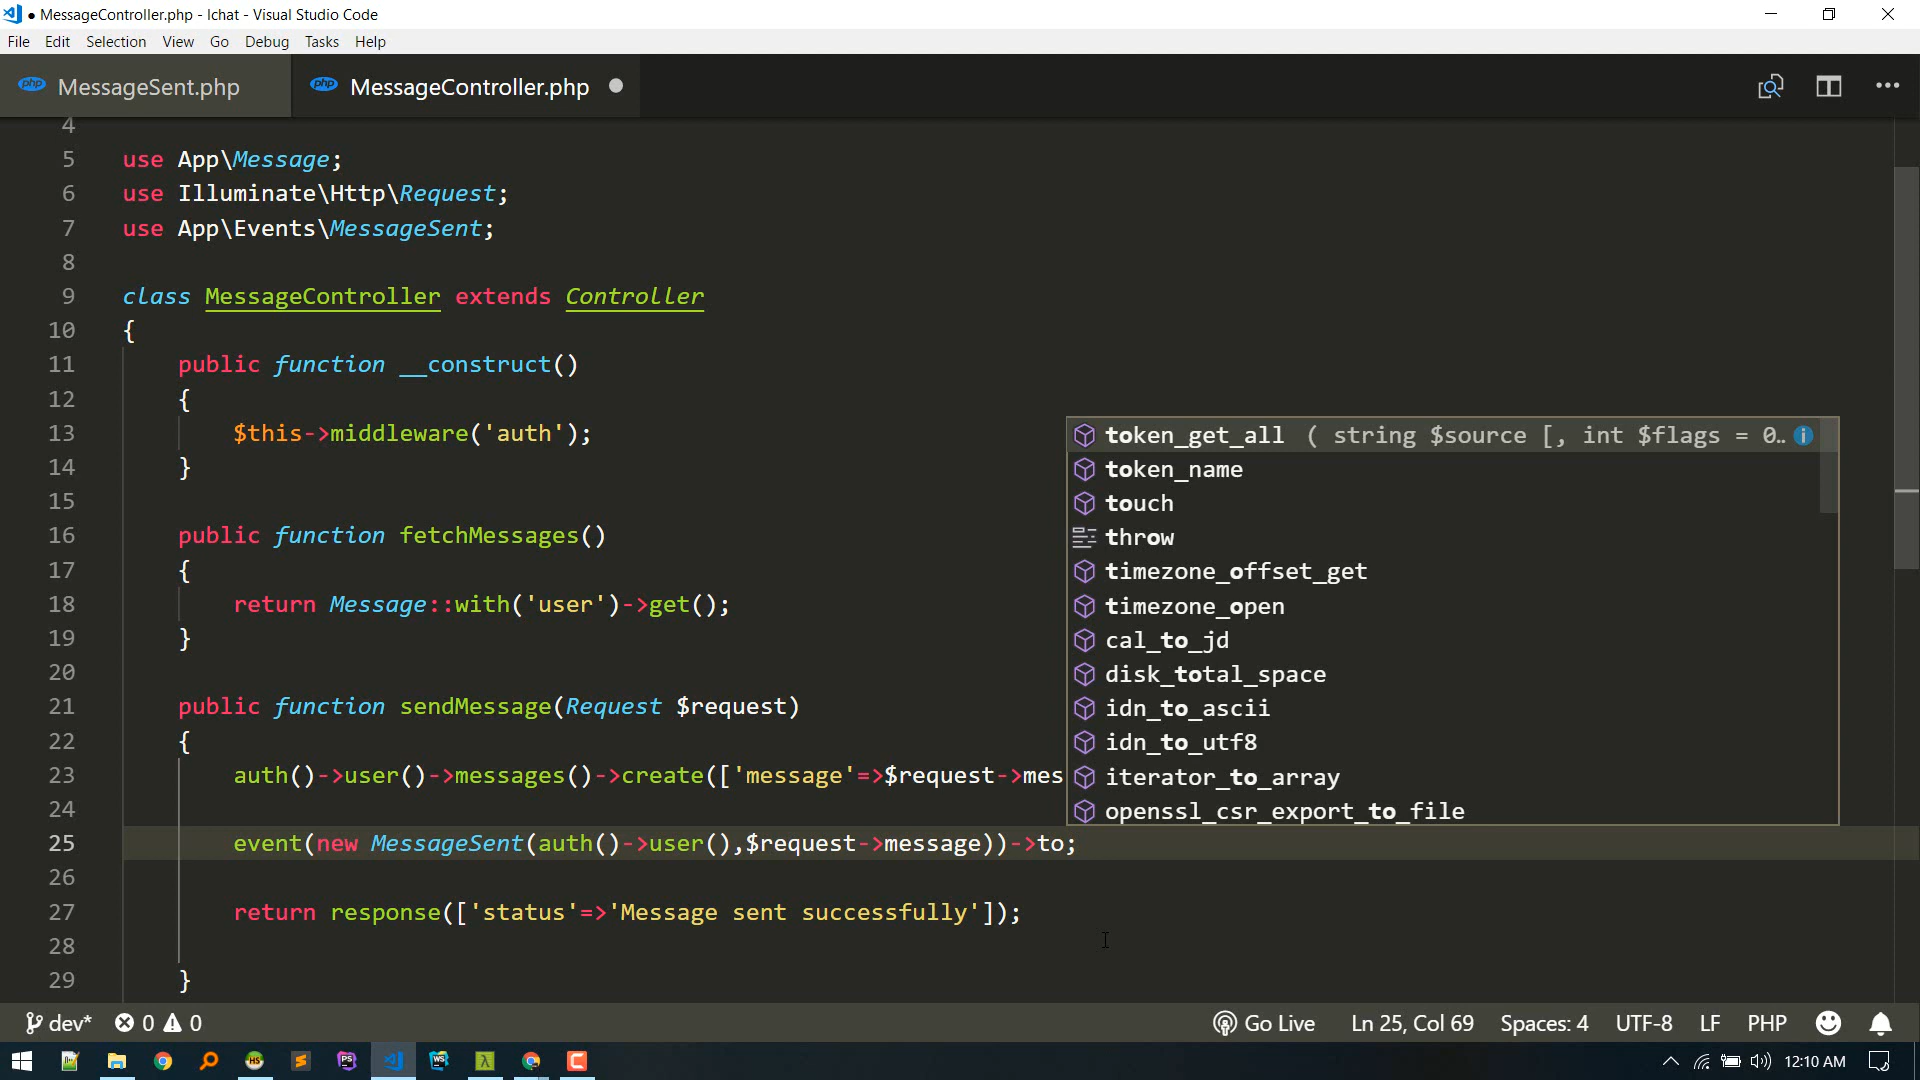 ● MessageController.php - lchat - Visual Studio Code
File Edit Selection View Go Debug Tasks Help
php MessageSent.php php MessageController.php
4
5 use App\Message;
6 use Illuminate\Http\Request;
7 use App\Events\MessageSent;
8
9 class MessageController extends Controller
10 {
11 public function __construct()
12 {
13 $this->middleware('auth');
14 }
15
16 public function fetchMessages()
17 {
18 return Message::with('user')->get();
19 }
20
21 public function sendMessage(Request $request)
22 {
23 auth()->user()->messages()->create(['message'=>$request->mes
24
25 event(new MessageSent(auth()->user(),$request->message))->to;
26
27 return response(['status'=>'Message sent successfully']);
28
29 }
token_get_all ( string $source [, int $flags = 0…
token_name
touch
throw
timezone_offset_get
timezone_open
cal_to_jd
disk_total_space
idn_to_ascii
idn_to_utf8
iterator_to_array
openssl_csr_export_to_file
dev* 0 0 Go Live Ln 25, Col 69 Spaces: 4 UTF-8 LF PHP
HS S PS WS λ C 12:10 AM